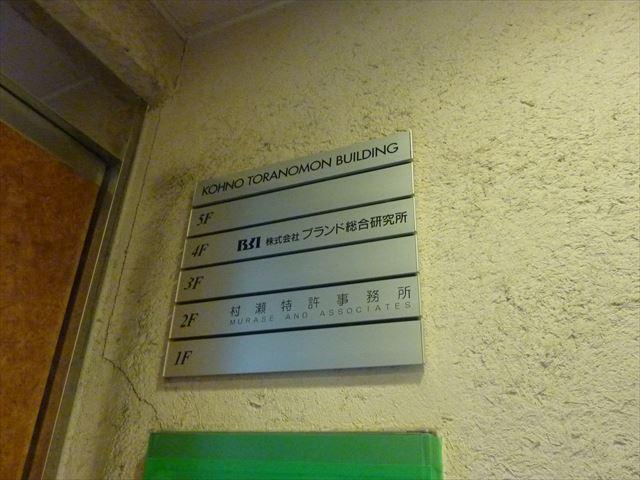 KOHNO TORANOMON BUILDING
5F
4F BRI 株式会社 ブランド総合研究所
3F
2F 村瀬特許事務所
MURASE AND ASSOCIATES
1F